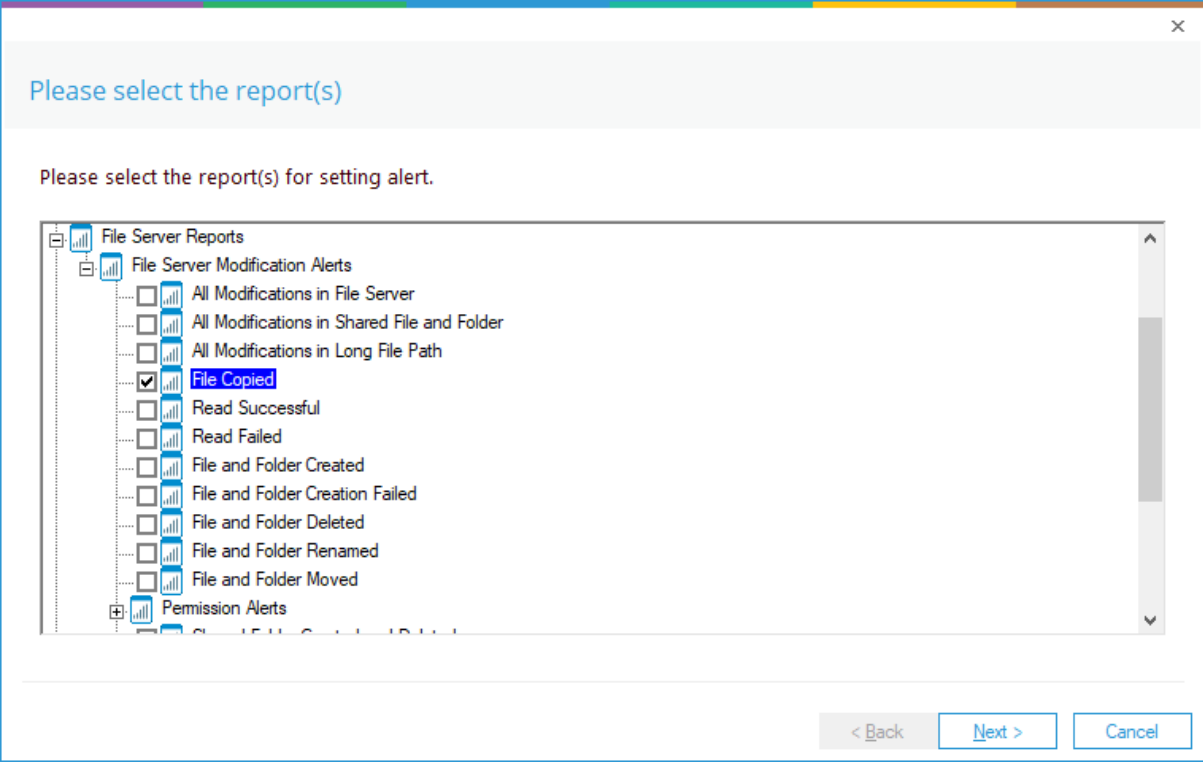 Please select the report(s)
Please select the report(s) for setting alert.
File Server Reports
File Server Modification Alerts
All Modifications in File Server
All Modifications in Shared File and Folder
All Modifications in Long File Path
File Copied
Read Successful
Read Failed
File and Folder Created
File and Folder Creation Failed
File and Folder Deleted
File and Folder Renamed
File and Folder Moved
Permission Alerts
< Back Next > Cancel